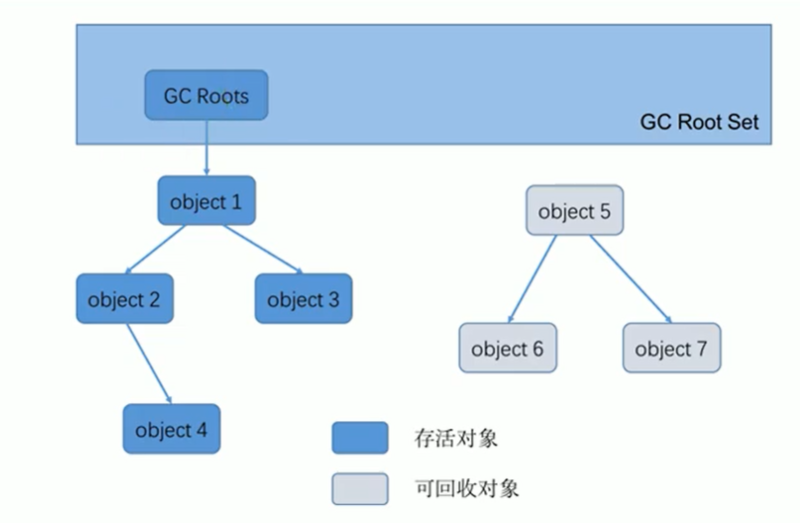 GC Roots
GC Root Set
object 1
object 5
object 2
object 3
object 6
object 7
object 4
存活对象
可回收对象